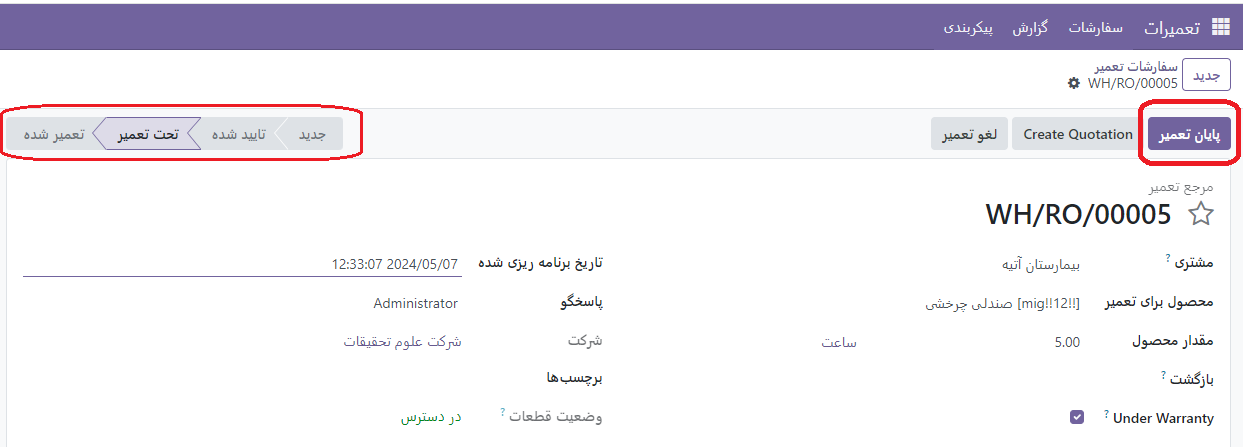 تعمیرات سفارشات گزارش پیکربندی
جدید
سفارشات تعمیر
WH/RO/00005
پایان تعمیر Create Quotation لغو تعمیر
جدید تایید شده تحت تعمیر تعمیر شده
مرجع تعمیر
WH/RO/00005
مشتری ? بیمارستان آتیه
تاریخ برنامه ریزی شده 2024/05/07 12:33:07
محصول برای تعمیر [mig!!12!!] صندلی چرخشی
پاسخگو Administrator
مقدار محصول 5.00 ساعت
شرکت شرکت علوم تحقیقات
بازگشت ?
برچسب‌ها
Under Warranty ?
وضعیت قطعات ? در دسترس